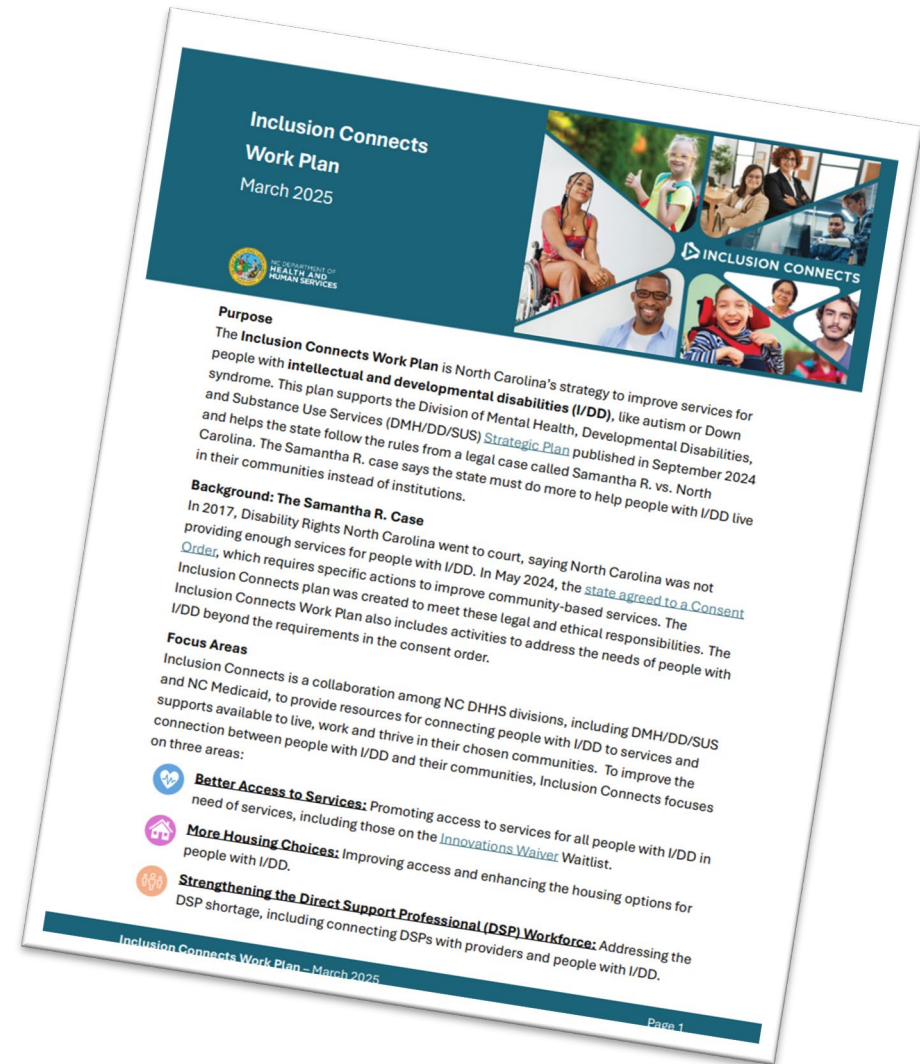 Inclusion Connects
Work Plan
March 2025
NC DEPARTMENT OF
HEALTH AND
HUMAN SERVICES
INCLUSION CONNECTS
Purpose
The Inclusion Connects Work Plan is North Carolina's strategy to improve services for
people with intellectual and developmental disabilities (I/DD), like autism or Down
syndrome. This plan supports the Division of Mental Health, Developmental Disabilities,
and Substance Use Services (DMH/DD/SUS) Strategic Plan published in September 2024
and helps the state follow the rules from a legal case called Samantha R. vs. North
Carolina. The Samantha R. case says the state must do more to help people with I/DD live
in their communities instead of institutions.
Background: The Samantha R. Case
In 2017, Disability Rights North Carolina went to court, saying North Carolina was not
providing enough services for people with I/DD. In May 2024, the state agreed to a Consent
Order, which requires specific actions to improve community-based services. The
Inclusion Connects plan was created to meet these legal and ethical responsibilities. The
Inclusion Connects Work Plan also includes activities to address the needs of people with
I/DD beyond the requirements in the consent order.
Focus Areas
Inclusion Connects is a collaboration among NC DHHS divisions, including DMH/DD/SUS
and NC Medicaid, to provide resources for connecting people with I/DD to services and
supports available to live, work and thrive in their chosen communities. To improve the
connection between people with I/DD and their communities, Inclusion Connects focuses
on three areas:
Better Access to Services: Promoting access to services for all people with I/DD in
need of services, including those on the Innovations Waiver Waitlist.
More Housing Choices: Improving access and enhancing the housing options for
people with I/DD.
Strengthening the Direct Support Professional (DSP) Workforce: Addressing the
DSP shortage, including connecting DSPs with providers and people with I/DD.
Inclusion Connects Work Plan – March 2025
Page 1